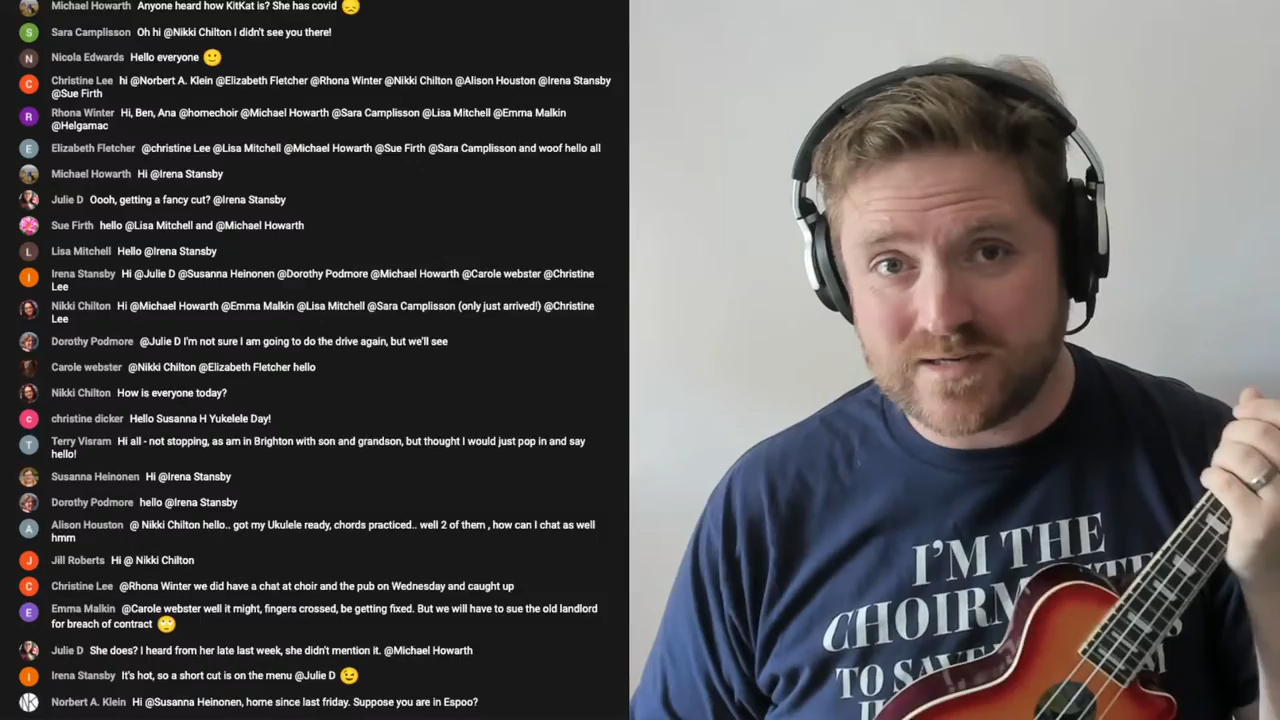 Michael Howarth Anyone heard how KitKat is? She has covid
S Sara Camplisson Oh hi @Nikki Chilton I didn't see you there!
N Nicola Edwards Hello everyone
C Christine Lee hi @Norbert A. Klein @Elizabeth Fletcher @Rhona Winter @Nikki Chilton @Alison Houston @Irena Stansby
@Sue Firth
R Rhona Winter Hi, Ben, Ana @homechoir @Michael Howarth @Sara Camplisson @Lisa Mitchell @Emma Malkin
@Helgamac
E Elizabeth Fletcher @christine Lee @Lisa Mitchell @Michael Howarth @Sue Firth @Sara Camplisson and woof hello all
Michael Howarth Hi @Irena Stansby
Julie D Oooh, getting a fancy cut? @Irena Stansby
Sue Firth hello @Lisa Mitchell and @Michael Howarth
L Lisa Mitchell Hello @Irena Stansby
I Irena Stansby Hi @Julie D @Susanna Heinonen @Dorothy Podmore @Michael Howarth @Carole webster @Christine
Lee
Nikki Chilton Hi @Michael Howarth @Emma Malkin @Lisa Mitchell @Sara Camplisson (only just arrived!) @Christine
Lee
Dorothy Podmore @Julie D I'm not sure I am going to do the drive again, but we'll see
Carole webster @Nikki Chilton @Elizabeth Fletcher hello
Nikki Chilton How is everyone today?
c christine dicker Hello Susanna H Yukelele Day!
T Terry Visram Hi all - not stopping, as am in Brighton with son and grandson, but thought I would just pop in and say
hello!
Susanna Heinonen Hi @Irena Stansby
Dorothy Podmore hello @Irena Stansby
A Alison Houston @ Nikki Chilton hello.. got my Ukulele ready, chords practiced.. well 2 of them , how can I chat as well
hmm
J Jill Roberts Hi @ Nikki Chilton
C Christine Lee @Rhona Winter we did have a chat at choir and the pub on Wednesday and caught up
E Emma Malkin @Carole webster well it might, fingers crossed, be getting fixed. But we will have to sue the old landlord
for breach of contract
Julie D She does? I heard from her late last week, she didn't mention it. @Michael Howarth
I Irena Stansby It's hot, so a short cut is on the menu @Julie D
Norbert A. Klein Hi @Susanna Heinonen, home since last friday. Suppose you are in Espoo?
I'M THE
TO